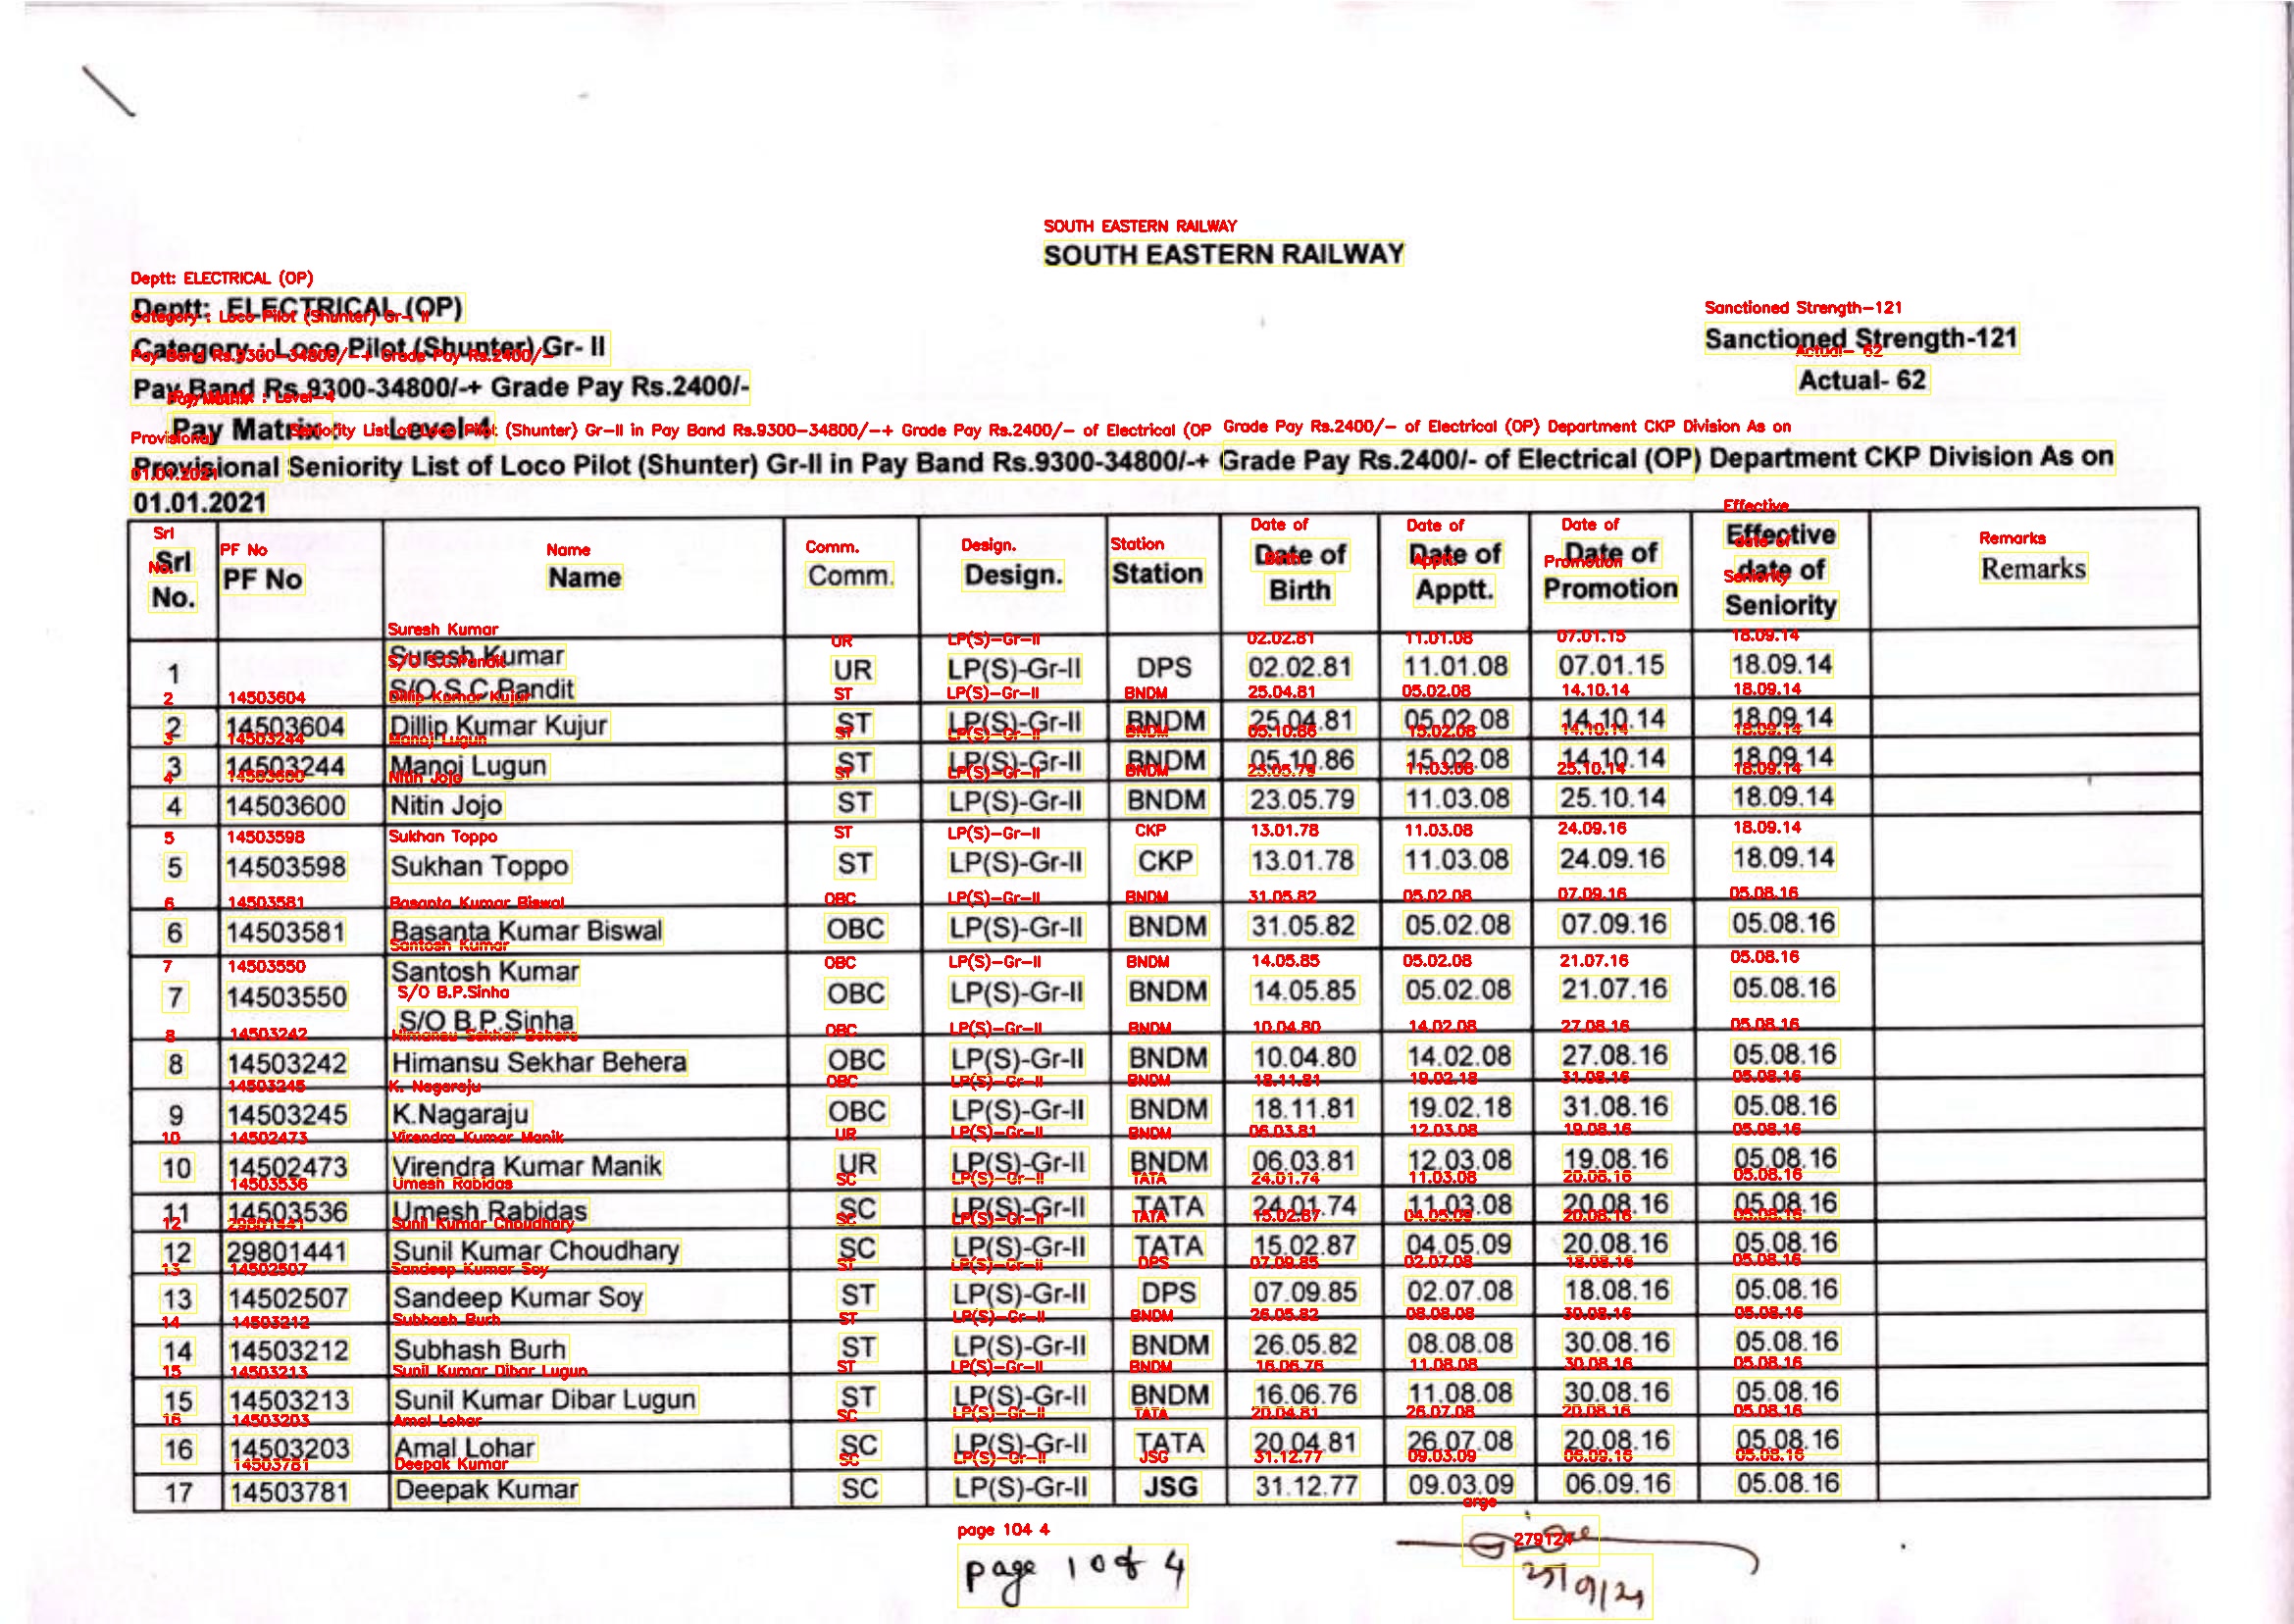 SOUTH EASTERN RAILWAY
Deptt: ELECTRICAL (OP)
Category : Loco Pilot (Shunter) Gr- II
Sanctioned Strength-121
Pay Band Rs.9300-34800/-+ Grade Pay Rs.2400/-
Actual- 62
Pay Matrix : Level-4
Provisional Seniority List of Loco Pilot (Shunter) Gr-II in Pay Band Rs.9300-34800/-+ Grade Pay Rs.2400/- of Electrical (OP) Department CKP Division As on
01.01.2021
Srl No. PF No Name Comm. Design. Station Date of Birth Date of Apptt. Date of Promotion Effective date of Seniority Remarks
1 Suresh Kumar S/O S.C.Pandit UR LP(S)-Gr-II DPS 02.02.81 11.01.08 07.01.15 18.09.14
2 14503604 Dillip Kumar Kujur ST LP(S)-Gr-II BNDM 25.04.81 05.02.08 14.10.14 18.09.14
3 14503244 Manoj Lugun ST LP(S)-Gr-II BNDM 05.10.86 15.02.08 14.10.14 18.09.14
4 14503600 Nitin Jojo ST LP(S)-Gr-II BNDM 23.05.79 11.03.08 25.10.14 18.09.14
5 14503598 Sukhan Toppo ST LP(S)-Gr-II CKP 13.01.78 11.03.08 24.09.16 18.09.14
6 14503581 Basanta Kumar Biswal OBC LP(S)-Gr-II BNDM 31.05.82 05.02.08 07.09.16 05.08.16
7 14503550 Santosh Kumar S/O B.P.Sinha OBC LP(S)-Gr-II BNDM 14.05.85 05.02.08 21.07.16 05.08.16
8 14503242 Himansu Sekhar Behera OBC LP(S)-Gr-II BNDM 10.04.80 14.02.08 27.08.16 05.08.16
9 14503245 K.Nagaraju OBC LP(S)-Gr-II BNDM 18.11.81 19.02.18 31.08.16 05.08.16
10 14502473 Virendra Kumar Manik UR LP(S)-Gr-II BNDM 06.03.81 12.03.08 19.08.16 05.08.16
11 14503536 Umesh Rabidas SC LP(S)-Gr-II TATA 24.01.74 11.03.08 20.08.16 05.08.16
12 29801441 Sunil Kumar Choudhary SC LP(S)-Gr-II TATA 15.02.87 04.05.09 20.08.16 05.08.16
13 14502507 Sandeep Kumar Soy ST LP(S)-Gr-II DPS 07.09.85 02.07.08 18.08.16 05.08.16
14 14503212 Subhash Burh ST LP(S)-Gr-II BNDM 26.05.82 08.08.08 30.08.16 05.08.16
15 14503213 Sunil Kumar Dibar Lugun ST LP(S)-Gr-II BNDM 16.06.76 11.08.08 30.08.16 05.08.16
16 14503203 Amal Lohar SC LP(S)-Gr-II TATA 20.04.81 26.07.08 20.08.16 05.08.16
17 14503781 Deepak Kumar SC LP(S)-Gr-II JSG 31.12.77 09.03.09 06.09.16 05.08.16
page 1 of 4